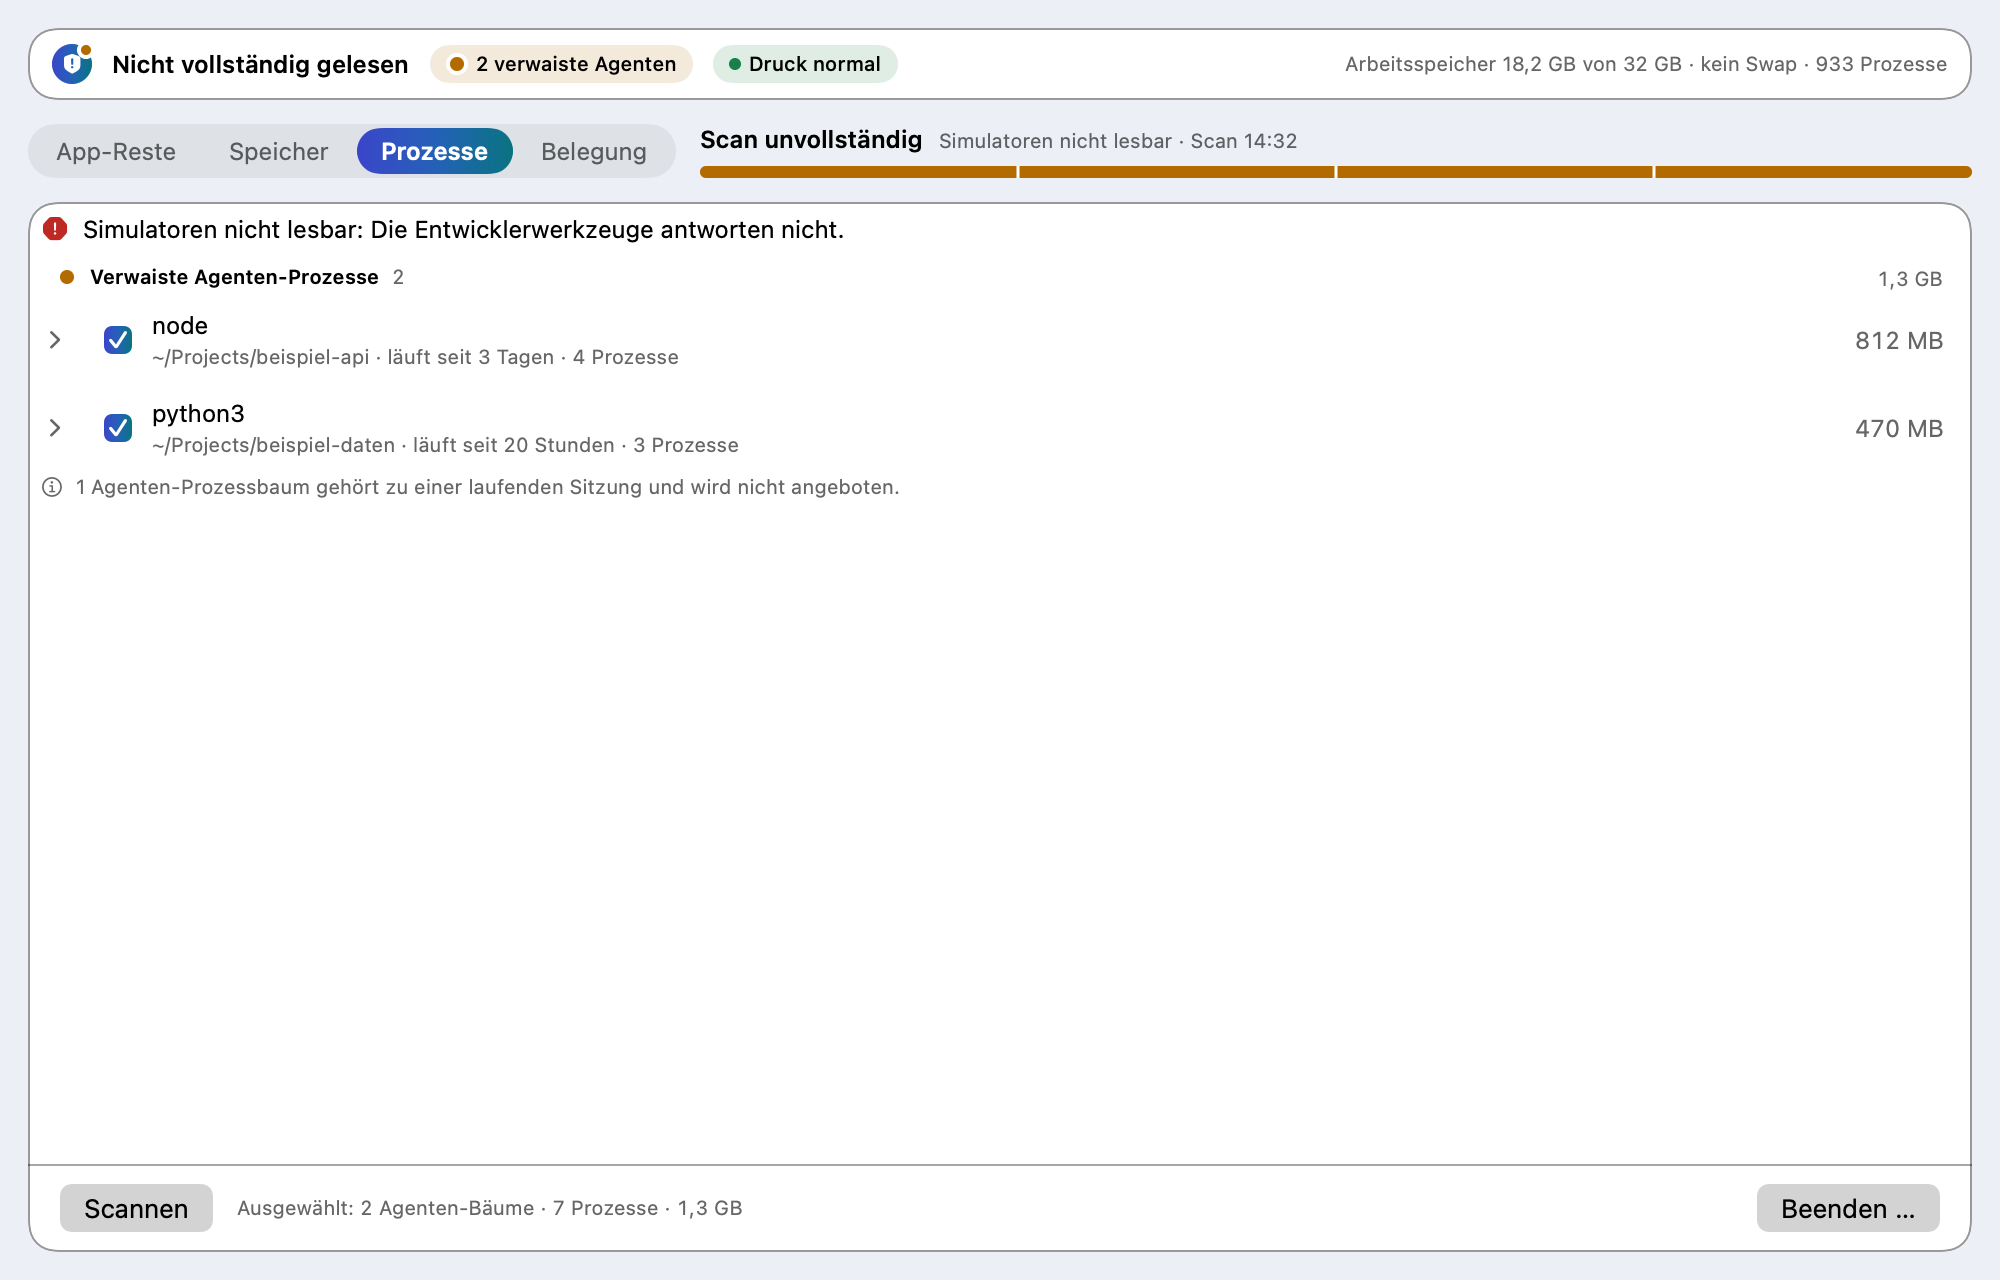 Nicht vollständig gelesen
2 verwaiste Agenten
Druck normal
Arbeitsspeicher 18,2 GB von 32 GB · kein Swap · 933 Prozesse
App-Reste
Speicher
Prozesse
Belegung
Scan unvollständig
Simulatoren nicht lesbar · Scan 14:32
Simulatoren nicht lesbar: Die Entwicklerwerkzeuge antworten nicht.
Verwaiste Agenten-Prozesse 2
1,3 GB
node
~/Projects/beispiel-api · läuft seit 3 Tagen · 4 Prozesse
812 MB
python3
~/Projects/beispiel-daten · läuft seit 20 Stunden · 3 Prozesse
470 MB
1 Agenten-Prozessbaum gehört zu einer laufenden Sitzung und wird nicht angeboten.
Scannen
Ausgewählt: 2 Agenten-Bäume · 7 Prozesse · 1,3 GB
Beenden ...